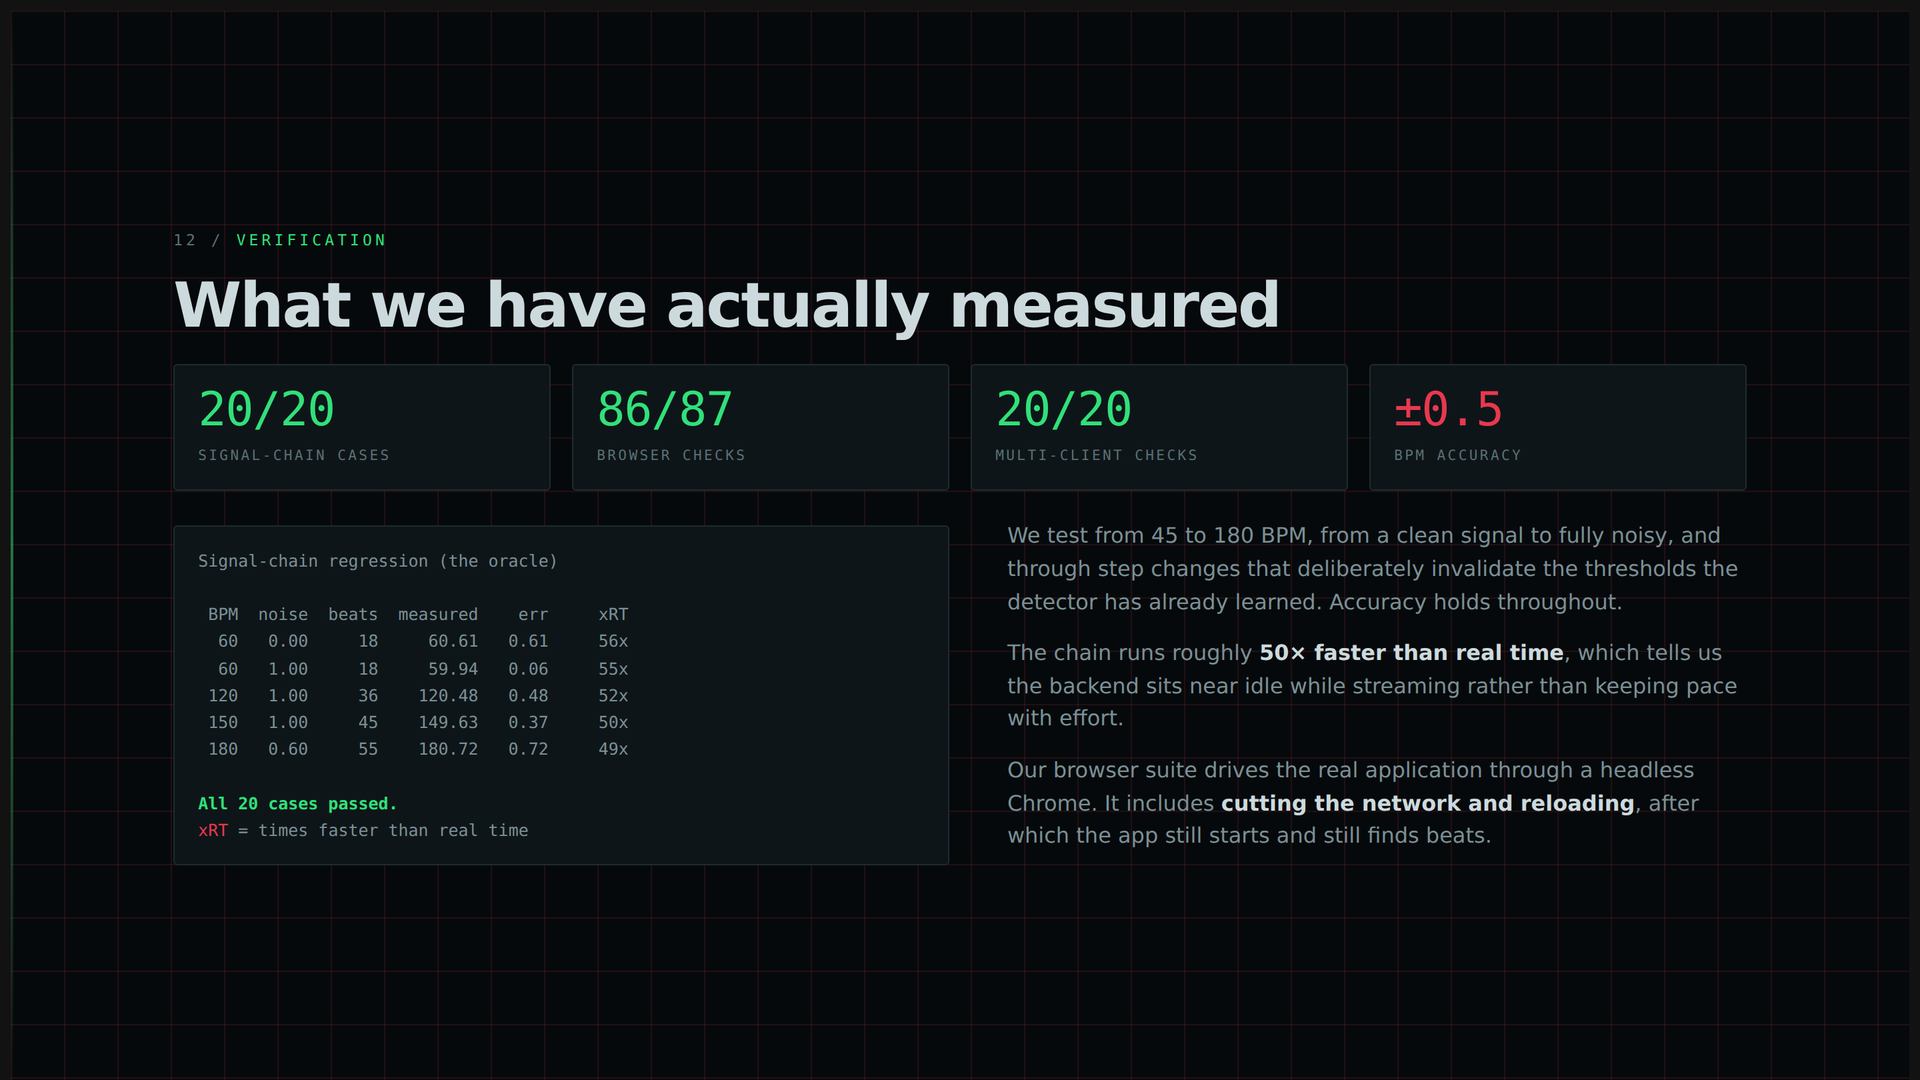 12 / VERIFICATION
What we have actually measured
20/20
SIGNAL-CHAIN CASES
86/87
BROWSER CHECKS
20/20
MULTI-CLIENT CHECKS
±0.5
BPM ACCURACY
Signal-chain regression (the oracle)
BPM noise beats measured err xRT
60 0.00 18 60.61 0.61 56x
60 1.00 18 59.94 0.06 55x
120 1.00 36 120.48 0.48 52x
150 1.00 45 149.63 0.37 50x
180 0.60 55 180.72 0.72 49x
All 20 cases passed.
xRT = times faster than real time
We test from 45 to 180 BPM, from a clean signal to fully noisy, and
through step changes that deliberately invalidate the thresholds the
detector has already learned. Accuracy holds throughout.
The chain runs roughly 50× faster than real time, which tells us
the backend sits near idle while streaming rather than keeping pace
with effort.
Our browser suite drives the real application through a headless
Chrome. It includes cutting the network and reloading, after
which the app still starts and still finds beats.